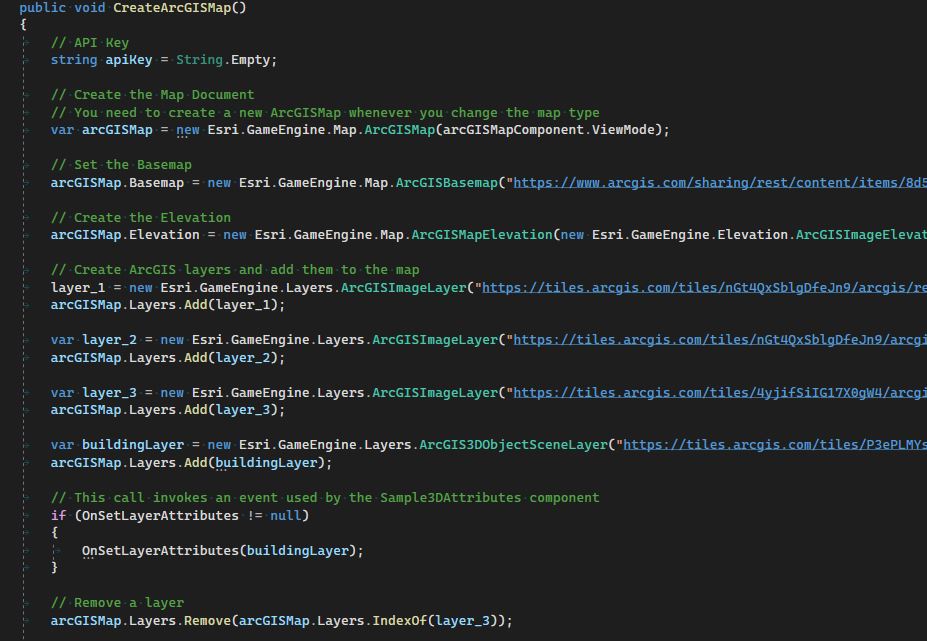 public void CreateArcGISMap()
{
// API Key
string apiKey = String.Empty;
// Create the Map Document
// You need to create a new ArcGISMap whenever you change the map type
var arcGISMap = new Esri.GameEngine.Map.ArcGISMap(arcGISMapComponent.ViewMode);
// Set the Basemap
arcGISMap.Basemap = new Esri.GameEngine.Map.ArcGISBasemap("https://www.arcgis.com/sharing/rest/content/items/8d5
// Create the Elevation
arcGISMap.Elevation = new Esri.GameEngine.Map.ArcGISMapElevation(new Esri.GameEngine.Elevation.ArcGISImageElevat
// Create ArcGIS layers and add them to the map
layer_1 = new Esri.GameEngine.Layers.ArcGISImageLayer("https://tiles.arcgis.com/tiles/nGt4QxSblgDfeJn9/arcgis/re
arcGISMap.Layers.Add(layer_1);
var layer_2 = new Esri.GameEngine.Layers.ArcGISImageLayer("https://tiles.arcgis.com/tiles/nGt4QxSblgDfeJn9/arcgi
arcGISMap.Layers.Add(layer_2);
var layer_3 = new Esri.GameEngine.Layers.ArcGISImageLayer("https://tiles.arcgis.com/tiles/4yjifSiIG17X0gW4/arcgi
arcGISMap.Layers.Add(layer_3);
var buildingLayer = new Esri.GameEngine.Layers.ArcGIS3DObjectSceneLayer("https://tiles.arcgis.com/tiles/P3ePLMYs
arcGISMap.Layers.Add(buildingLayer);
// This call invokes an event used by the Sample3DAttributes component
if (OnSetLayerAttributes != null)
{
OnSetLayerAttributes(buildingLayer);
}
// Remove a layer
arcGISMap.Layers.Remove(arcGISMap.Layers.IndexOf(layer_3));